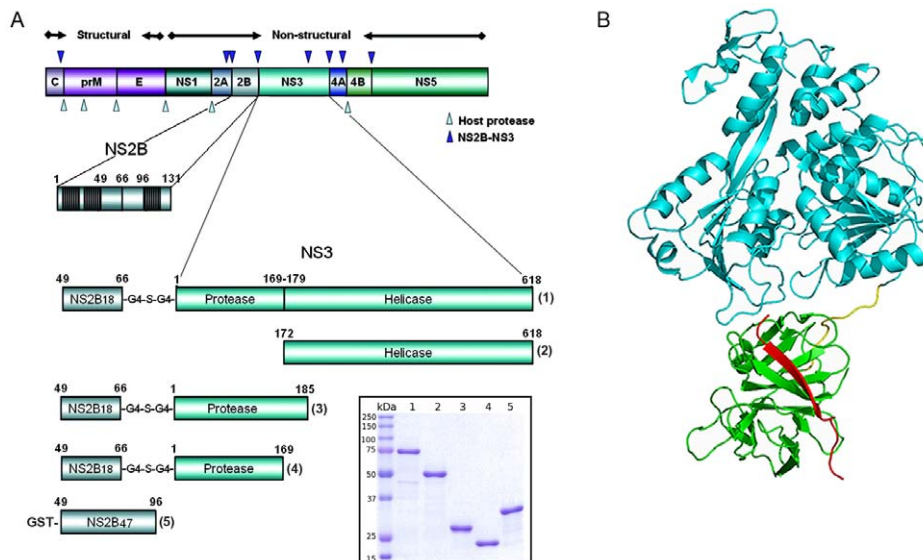 A
B
Structural Non-structural
C prM E NS1 2A 2B NS3 4A 4B NS5
Host protease
NS2B-NS3
NS2B
1 49 66 96 131
NS3
49 66 1 169-179 618
NS2B18 -G4-S-G4- Protease Helicase (1)
172 618
Helicase (2)
49 66 1 185
NS2B18 -G4-S-G4- Protease (3)
49 66 1 169
NS2B18 -G4-S-G4- Protease (4)
49 96
GST- NS2B47 (5)
kDa 1 2 3 4 5
250
150
100
75
50
37
25
15